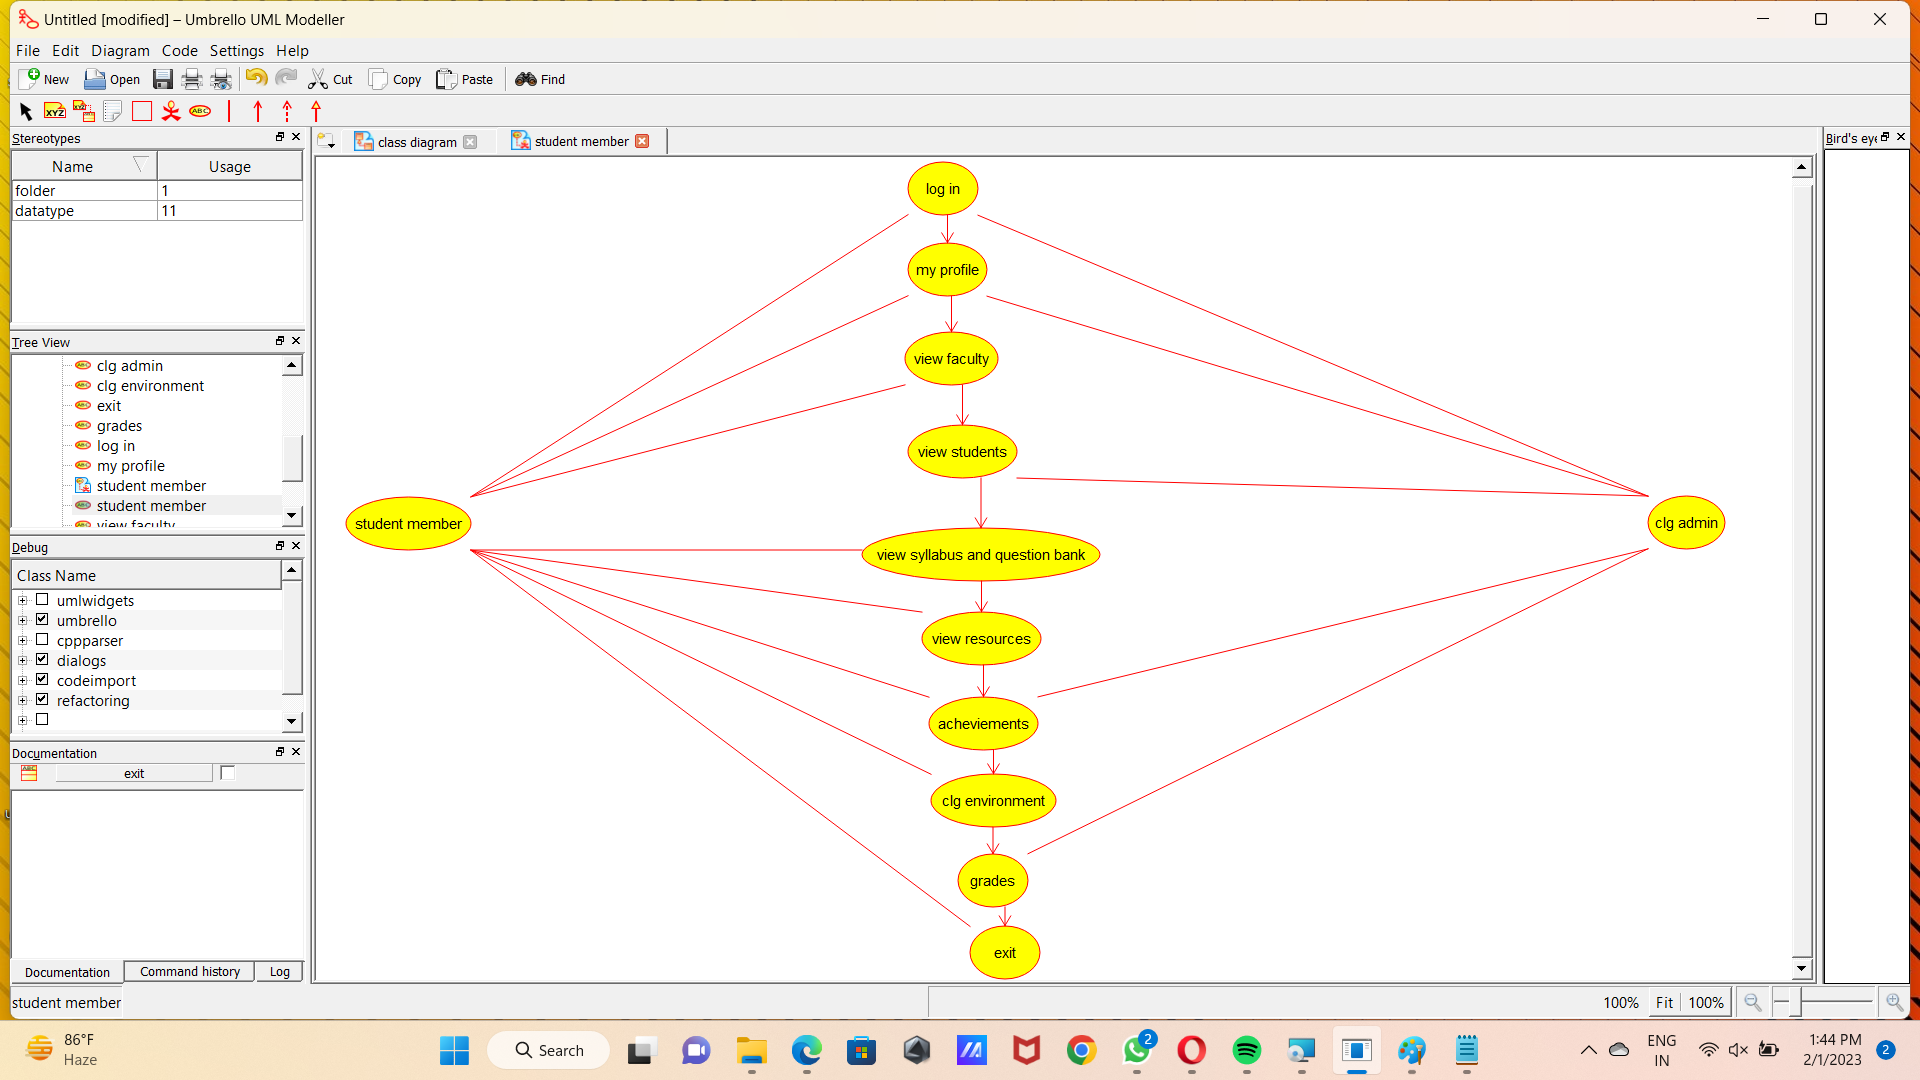 Untitled [modified] – Umbrello UML Modeller
File Edit Diagram Code Settings Help
New Open Cut Copy Paste Find
XYZ ABC
Stereotypes
Name Usage
folder 1
datatype 11
Tree View
clg admin
clg environment
exit
grades
log in
my profile
student member
student member
view faculty
Debug
Class Name
umlwidgets
umbrello
cppparser
dialogs
codeimport
refactoring
Documentation
exit
Documentation Command history Log
student member
class diagram student member
log in
my profile
view faculty
view students
student member
clg admin
view syllabus and question bank
view resources
acheviements
clg environment
grades
exit
Bird's eye
100% Fit 100%
86°F
Haze
Search
2
ENG
IN
1:44 PM
2/1/2023
2